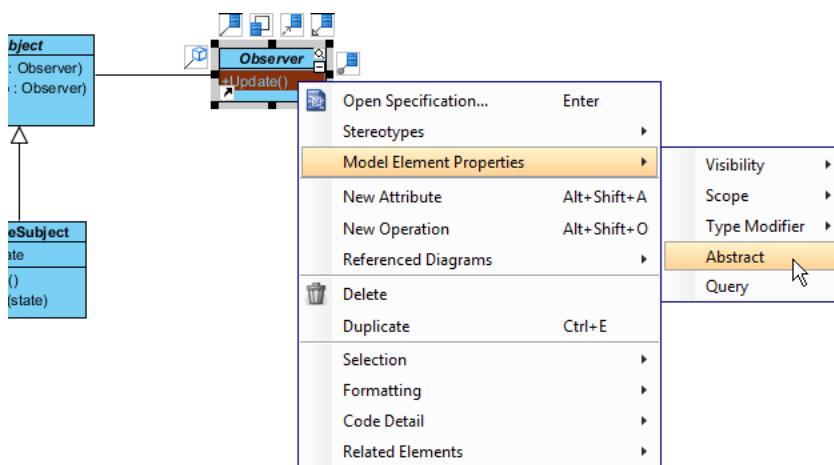 bject
: Observer)
: Observer)
Observer
+Update()
eSubject
ate
()
(state)
Open Specification... Enter
Stereotypes
Model Element Properties
New Attribute Alt+Shift+A
New Operation Alt+Shift+O
Referenced Diagrams
Delete
Duplicate Ctrl+E
Selection
Formatting
Code Detail
Related Elements
Visibility
Scope
Type Modifier
Abstract
Query